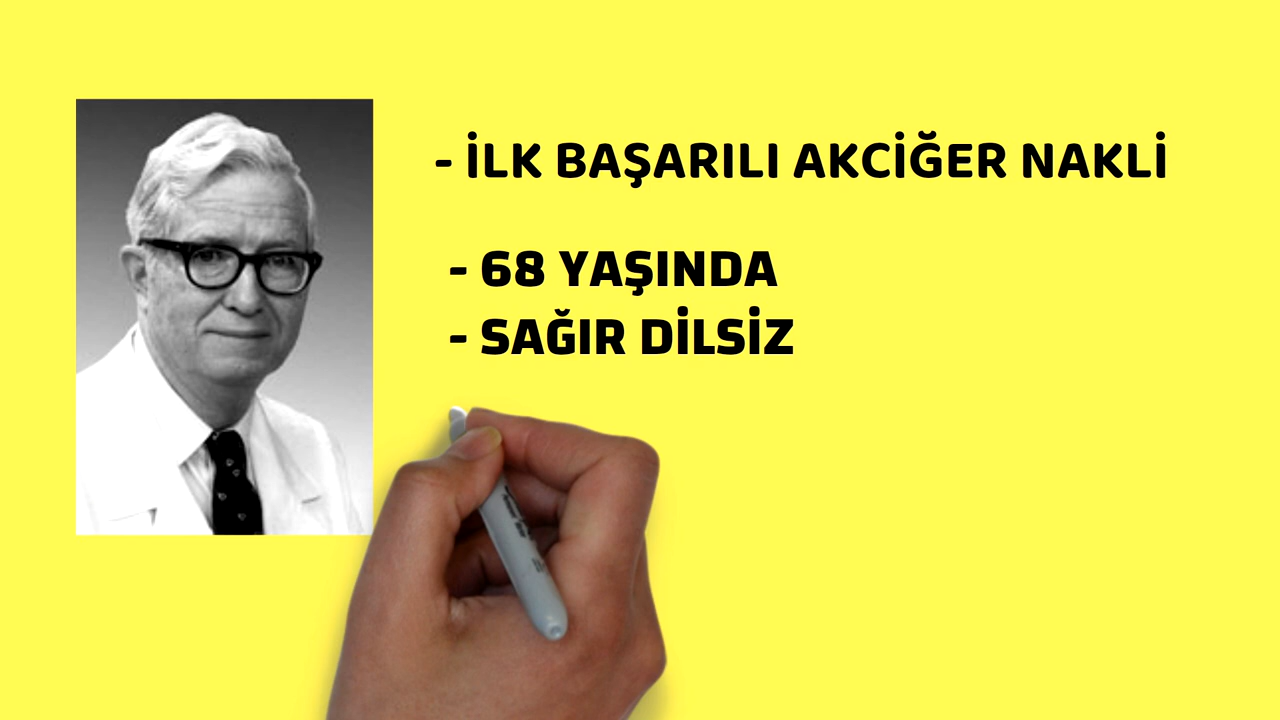 - İLK BAŞARILI AKCİĞER NAKLİ
- 68 YAŞINDA
- SAĞIR DİLSİZ